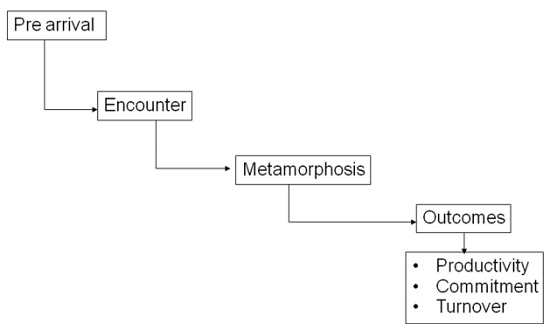 Pre arrival
Encounter
Metamorphosis
Outcomes
• Productivity
• Commitment
• Turnover